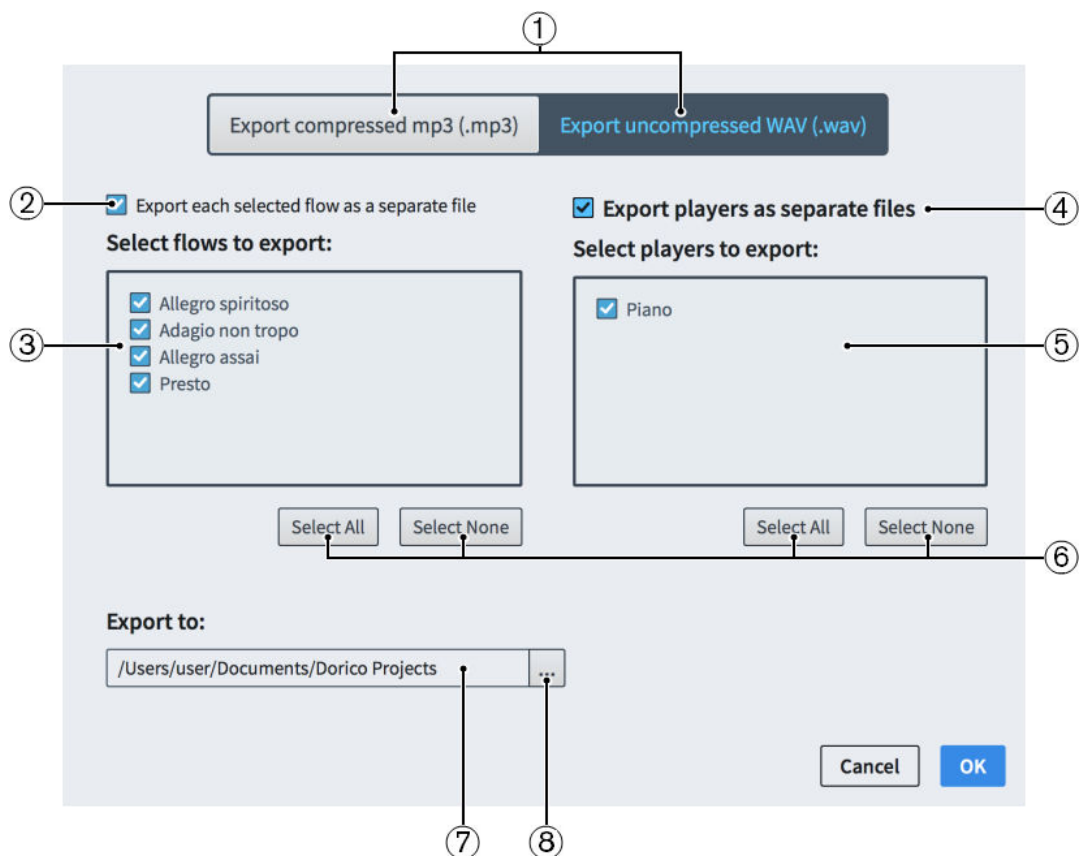 ①
Export compressed mp3 (.mp3) Export uncompressed WAV (.wav)
② Export each selected flow as a separate file
Export players as separate files ④
Select flows to export:
Select players to export:
Allegro spiritoso
Piano
Adagio non tropo
③ Allegro assai ⑤
Presto
Select All Select None Select All Select None ⑥
Export to:
/Users/user/Documents/Dorico Projects ...
Cancel OK
⑦ ⑧